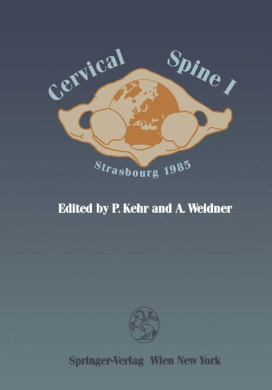 Cervical Spine I
Strasbourg 1985
Edited by P. Kehr and A. Weidner
Springer-Verlag Wien New York